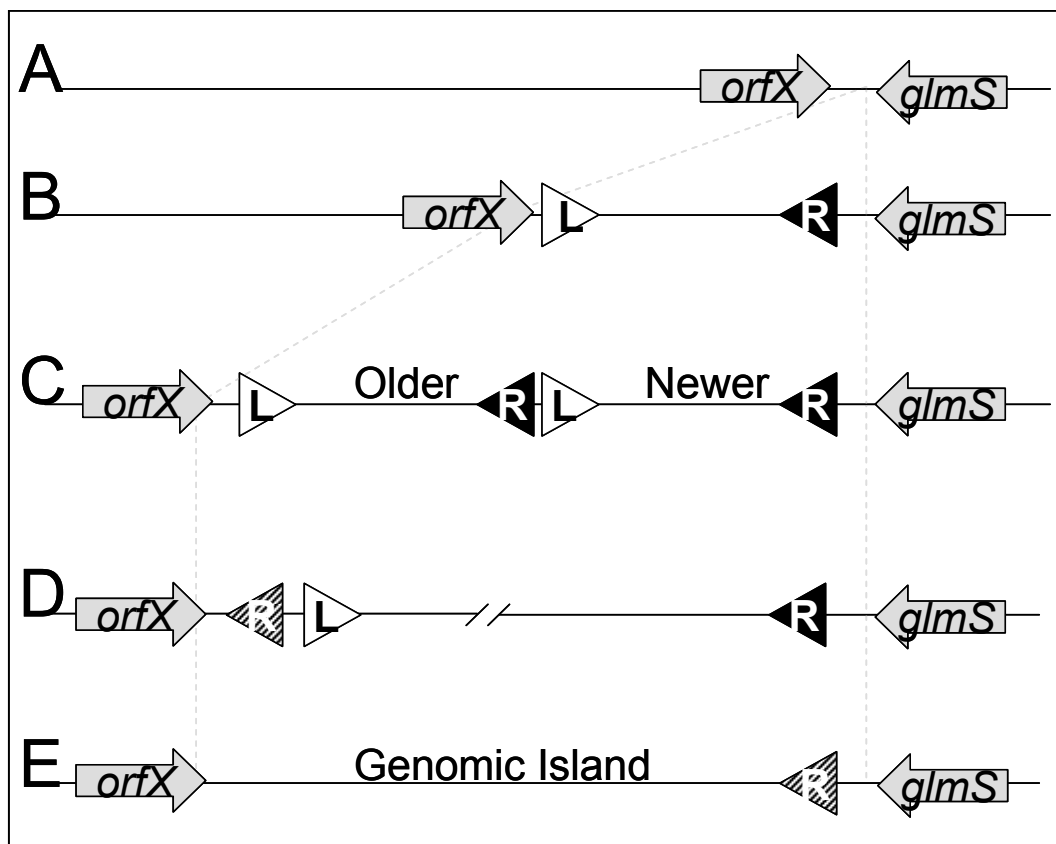 A orfX glmS
B orfX L R glmS
C orfX L Older R L Newer R glmS
D orfX R L R glmS
E orfX Genomic Island R glmS